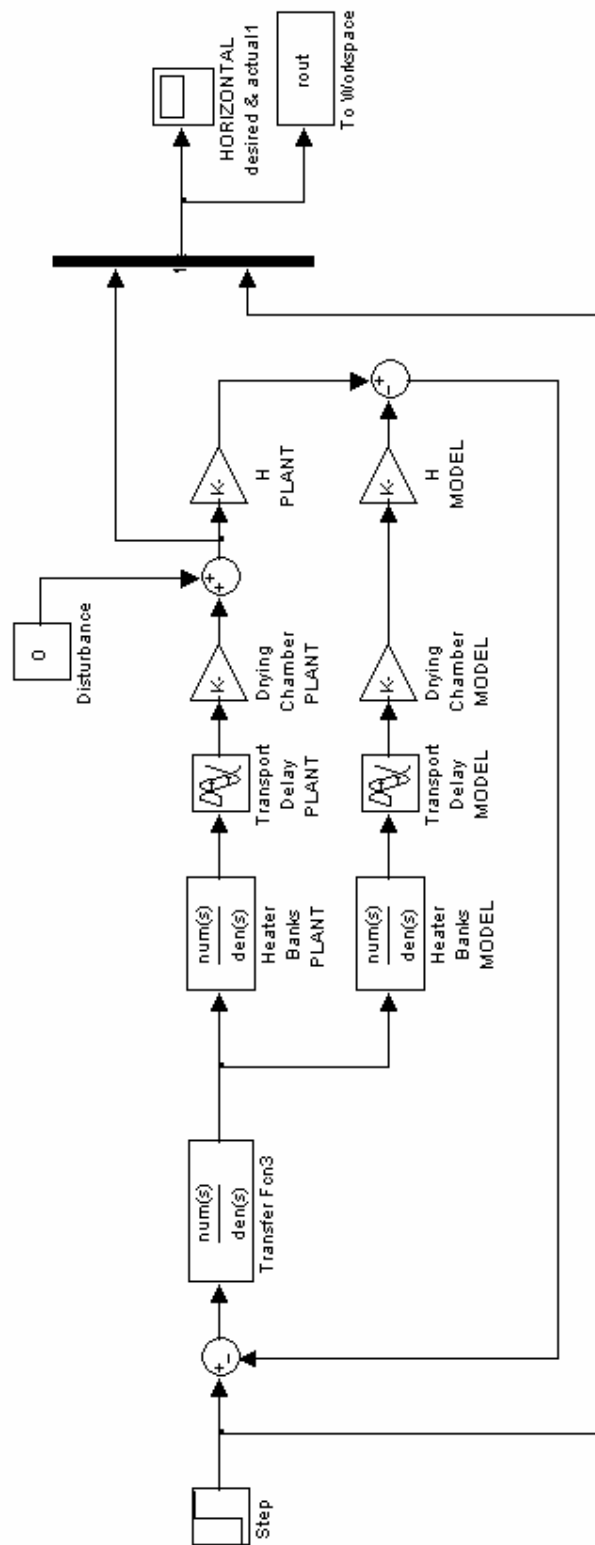 Step
+
-
num(s)
den(s)
Transfer Fcn3
num(s)
den(s)
Heater
Banks
PLANT
num(s)
den(s)
Heater
Banks
MODEL
Transport
Delay
PLANT
Transport
Delay
MODEL
K-
Drying
Chamber
PLANT
K-
Drying
Chamber
MODEL
0
Disturbance
+
+
K-
H
PLANT
K-
H
MODEL
+
-
1
HORIZONTAL
desired & actual1
rout
To Workspace